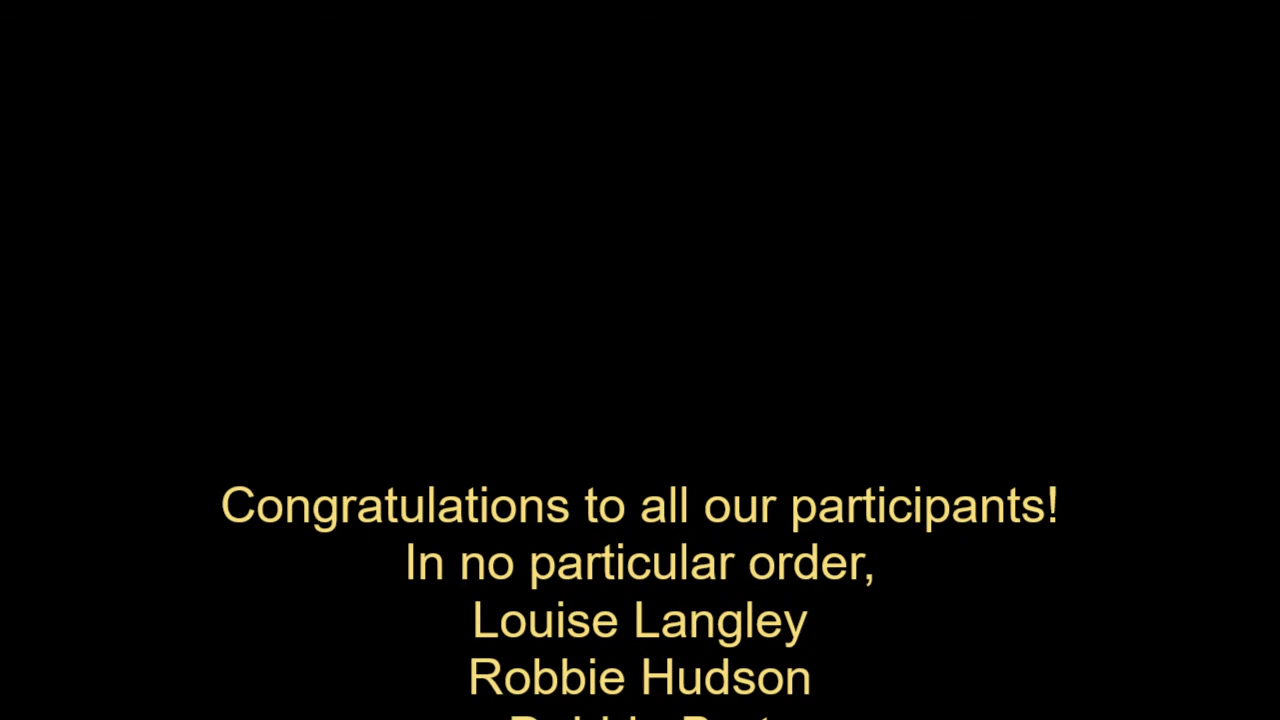 Congratulations to all our participants!
In no particular order,
Louise Langley
Robbie Hudson